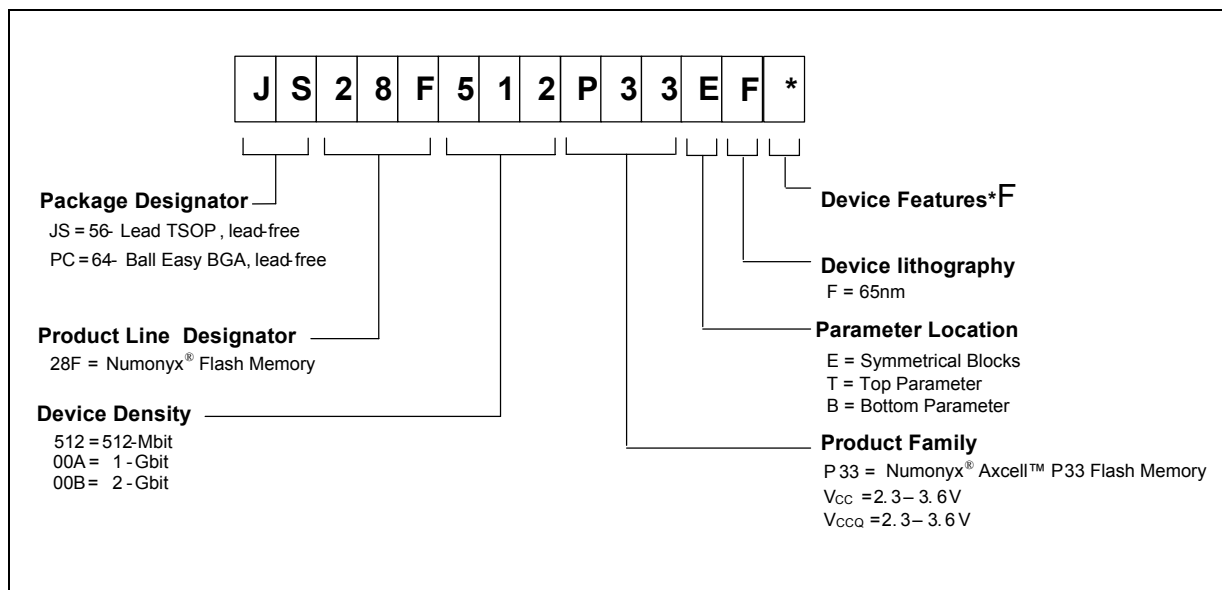 J S 2 8 F 5 1 2 P 3 3 E F *
Package Designator
JS = 56- Lead TSOP , lead-free
PC = 64- Ball Easy BGA, lead-free
Product Line Designator
28F = Numonyx® Flash Memory
Device Density
512 = 512-Mbit
00A = 1 - Gbit
00B = 2 - Gbit
Device Features*F
Device lithography
F = 65nm
Parameter Location
E = Symmetrical Blocks
T = Top Parameter
B = Bottom Parameter
Product Family
P 33 = Numonyx® Axcell™ P33 Flash Memory
VCC = 2. 3 – 3. 6 V
VCCQ = 2. 3 – 3. 6 V